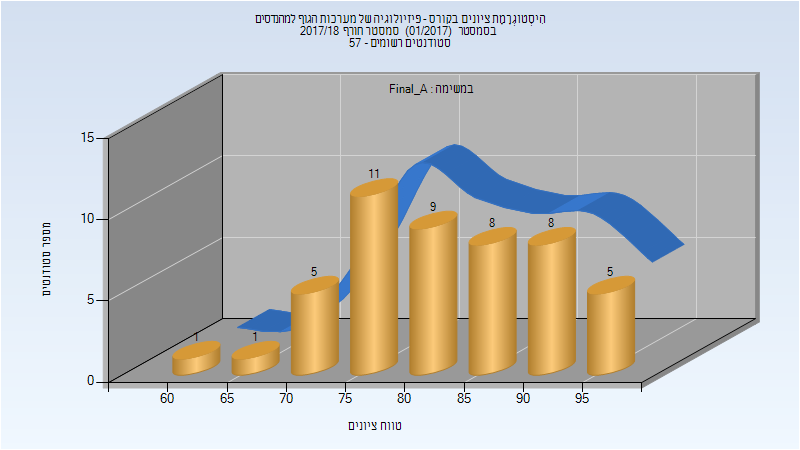 היסטוגרמת ציונים בקורס - פיזיולוגיה של מערכות הגוף למהנדסים
בסמסטר (01/2017) סמסטר חורף 2017/18
סטודנטים רשומים - 57
במשימה : Final_A
מספר סטודנטים
15
10
5
0
1
1
5
11
9
8
8
5
60 65 70 75 80 85 90 95
טווח ציונים